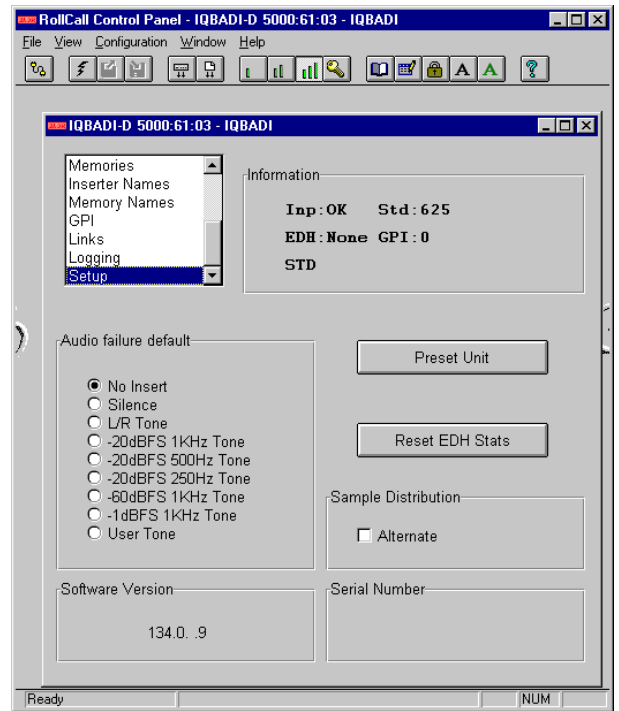 RollCall Control Panel - IQBADI-D 5000:61:03 - IQBADI
File View Configuration Window Help
A A ?
IQBADI-D 5000:61:03 - IQBADI
Memories
Inserter Names
Memory Names
GPI
Links
Logging
Setup
Information
Inp:OK Std:625
EDH:None GPI:0
STD
Audio failure default
No Insert
Silence
L/R Tone
-20dBFS 1KHz Tone
-20dBFS 500Hz Tone
-20dBFS 250Hz Tone
-60dBFS 1KHz Tone
-1dBFS 1KHz Tone
User Tone
Preset Unit
Reset EDH Stats
Sample Distribution
Alternate
Software Version
134.0. .9
Serial Number
Ready
NUM